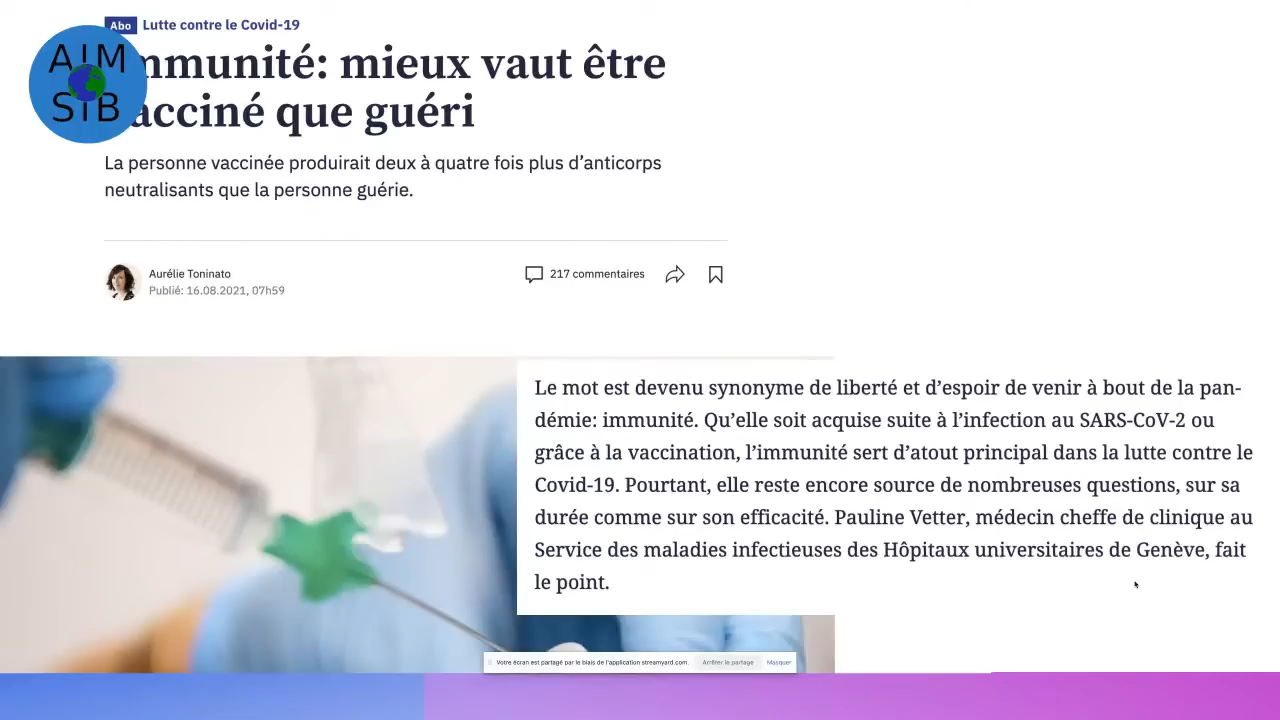 Abo Lutte contre le Covid-19
AIM
SIB
mmunité: mieux vaut être
acciné que guéri
La personne vaccinée produirait deux à quatre fois plus d’anticorps
neutralisants que la personne guérie.
Aurélie Toninato
Publié: 16.08.2021, 07h59
217 commentaires
Le mot est devenu synonyme de liberté et d’espoir de venir à bout de la pan-
démie: immunité. Qu’elle soit acquise suite à l’infection au SARS-CoV-2 ou
grâce à la vaccination, l’immunité sert d’atout principal dans la lutte contre le
Covid-19. Pourtant, elle reste encore source de nombreuses questions, sur sa
durée comme sur son efficacité. Pauline Vetter, médecin cheffe de clinique au
Service des maladies infectieuses des Hôpitaux universitaires de Genève, fait
le point.
Votre écran est partagé par le biais de l'application streamyard.com. Arrêter le partage Masquer